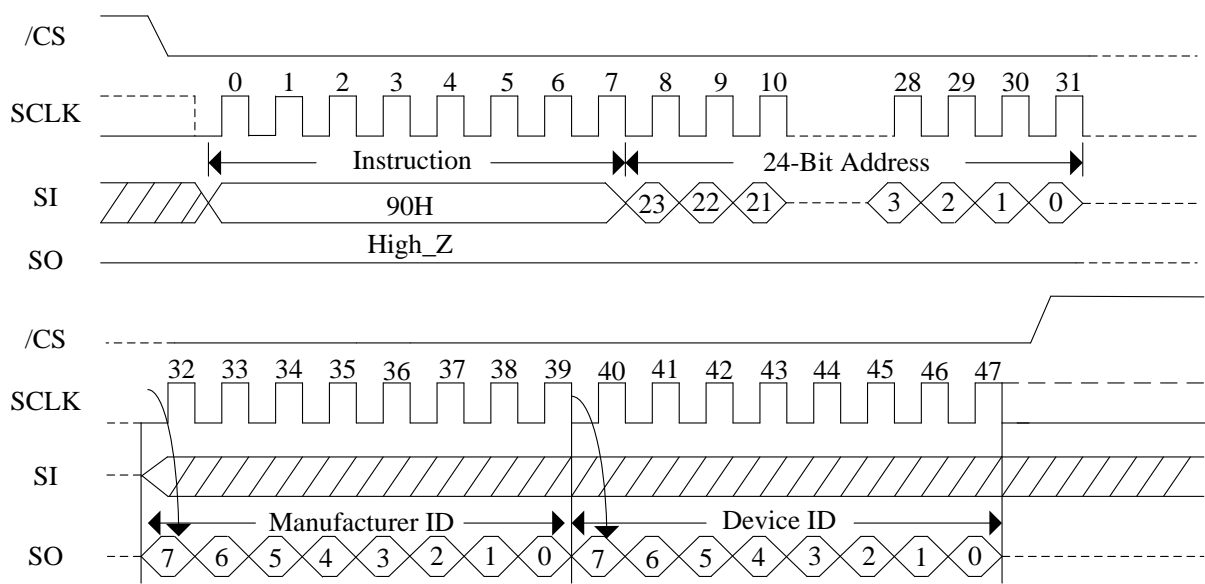 /CS
0 1 2 3 4 5 6 7 8 9 10 28 29 30 31
SCLK
Instruction 24-Bit Address
SI 90H 23 22 21 3 2 1 0
High_Z
SO
/CS
32 33 34 35 36 37 38 39 40 41 42 43 44 45 46 47
SCLK
SI
Manufacturer ID Device ID
SO 7 6 5 4 3 2 1 0 7 6 5 4 3 2 1 0